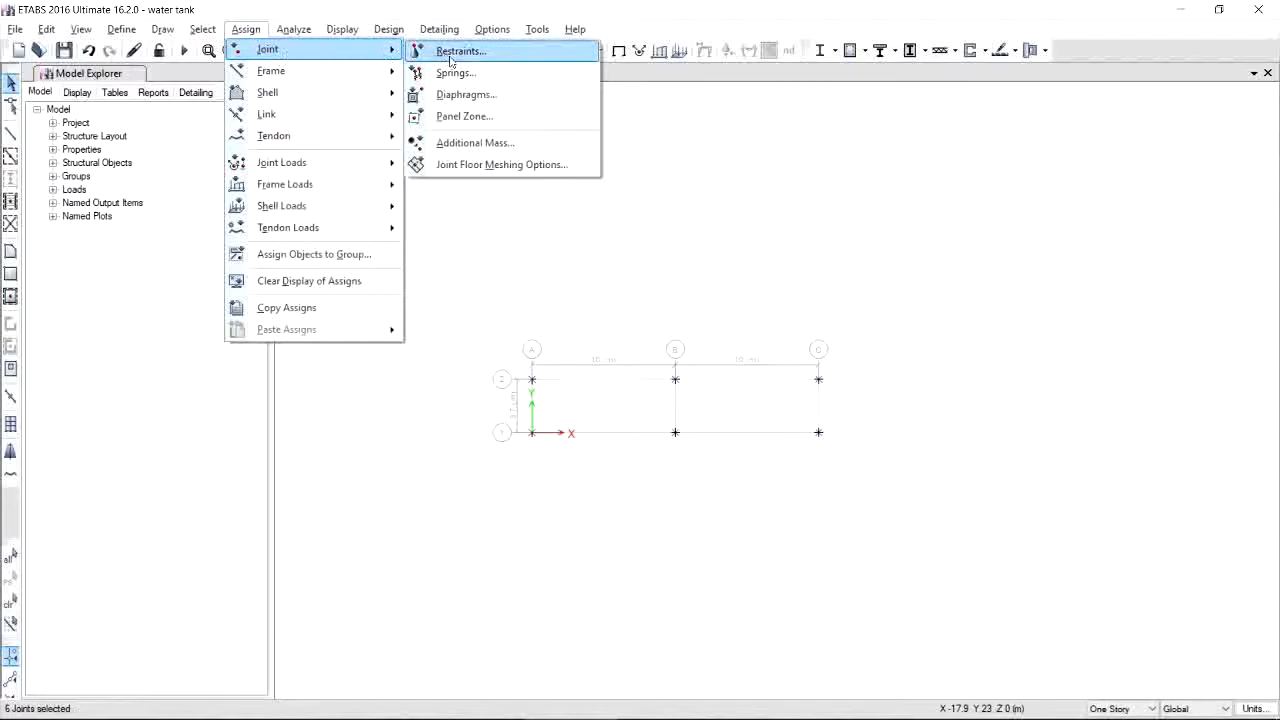 ETABS 2016 Ultimate 16.2.0 - water tank
File Edit View Define Draw Select Assign Analyze Display Design Detailing Options Tools Help
nd
Model Explorer
Model Display Tables Reports Detailing
Model
Project
Structure Layout
Properties
Structural Objects
Groups
Loads
Named Output Items
Named Plots
Joint
Frame
Shell
Link
Tendon
Joint Loads
Frame Loads
Shell Loads
Tendon Loads
Assign Objects to Group...
Clear Display of Assigns
Copy Assigns
Paste Assigns
Restraints...
Springs...
Diaphragms...
Panel Zone...
Additional Mass...
Joint Floor Meshing Options...
all
clr
A B C
2
Y
1
X
6 Joints selected
X -17.9 Y 23 Z 0 (m)
One Story
Global
Units...